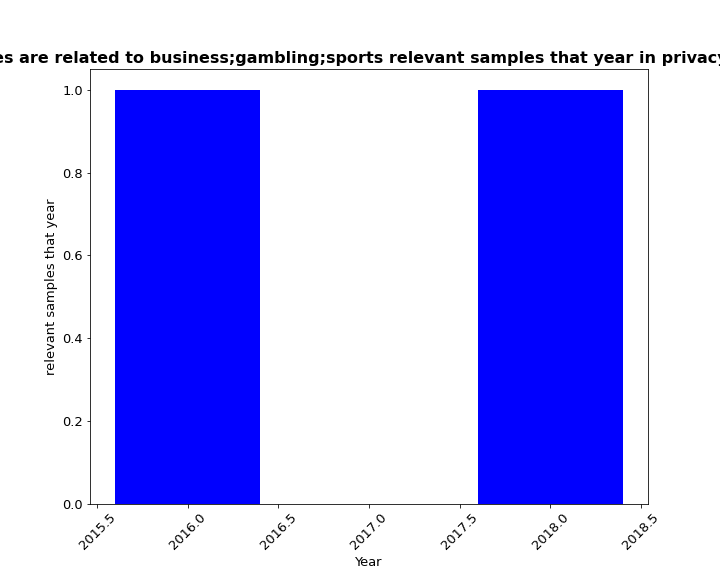 es are related to business;gambling;sports relevant samples that year in privacy
1.0
0.8
0.6
0.4
0.2
0.0
relevant samples that year
2015.5 2016.0 2016.5 2017.0 2017.5 2018.0 2018.5
Year